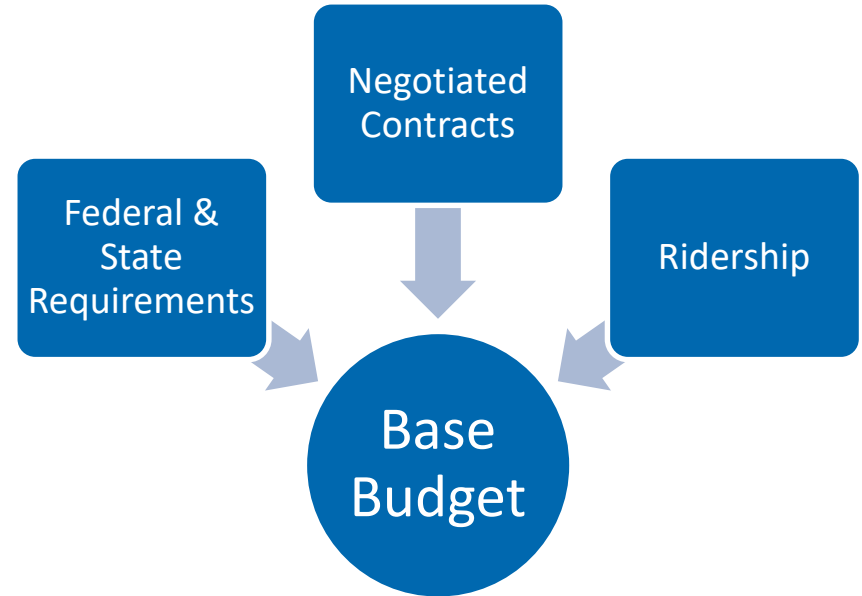 Negotiated
Contracts
Federal &
State
Requirements
Ridership
Base
Budget